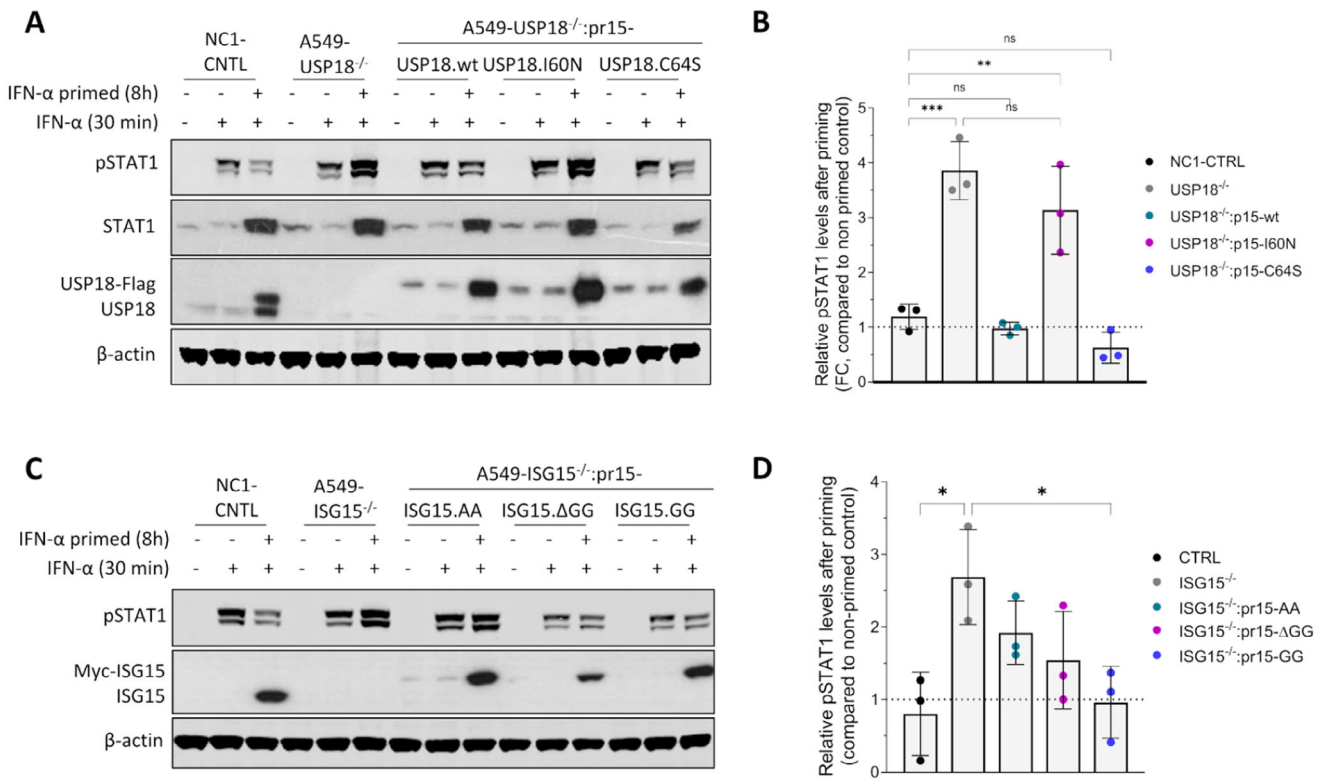 A
A549-USP18-/-:pr15-
NC1-
CNTL
A549-
USP18-/-
USP18.wt USP18.I60N USP18.C64S
IFN-α primed (8h) - - + - - + - - + - - + - - +
IFN-α (30 min) - + + - + + - + + - + + - + +
pSTAT1
STAT1
USP18-Flag
USP18
β-actin
B
Relative pSTAT1 levels after priming
(FC, compared to non primed control)
5
4
3
2
1
0
ns
**
ns
***
ns
NC1-CTRL
USP18-/-
USP18-/-:p15-wt
USP18-/-:p15-I60N
USP18-/-:p15-C64S
C
A549-ISG15-/-:pr15-
NC1-
CNTL
A549-
ISG15-/-
ISG15.AA ISG15.ΔGG ISG15.GG
IFN-α primed (8h) - - + - - + - - + - - + - - +
IFN-α (30 min) - + + - + + - + + - + + - + +
pSTAT1
Myc-ISG15
ISG15
β-actin
D
Relative pSTAT1 levels after priming
(compared to non-primed control)
4
3
2
1
0
*
*
CTRL
ISG15-/-
ISG15-/-:pr15-AA
ISG15-/-:pr15-ΔGG
ISG15-/-:pr15-GG